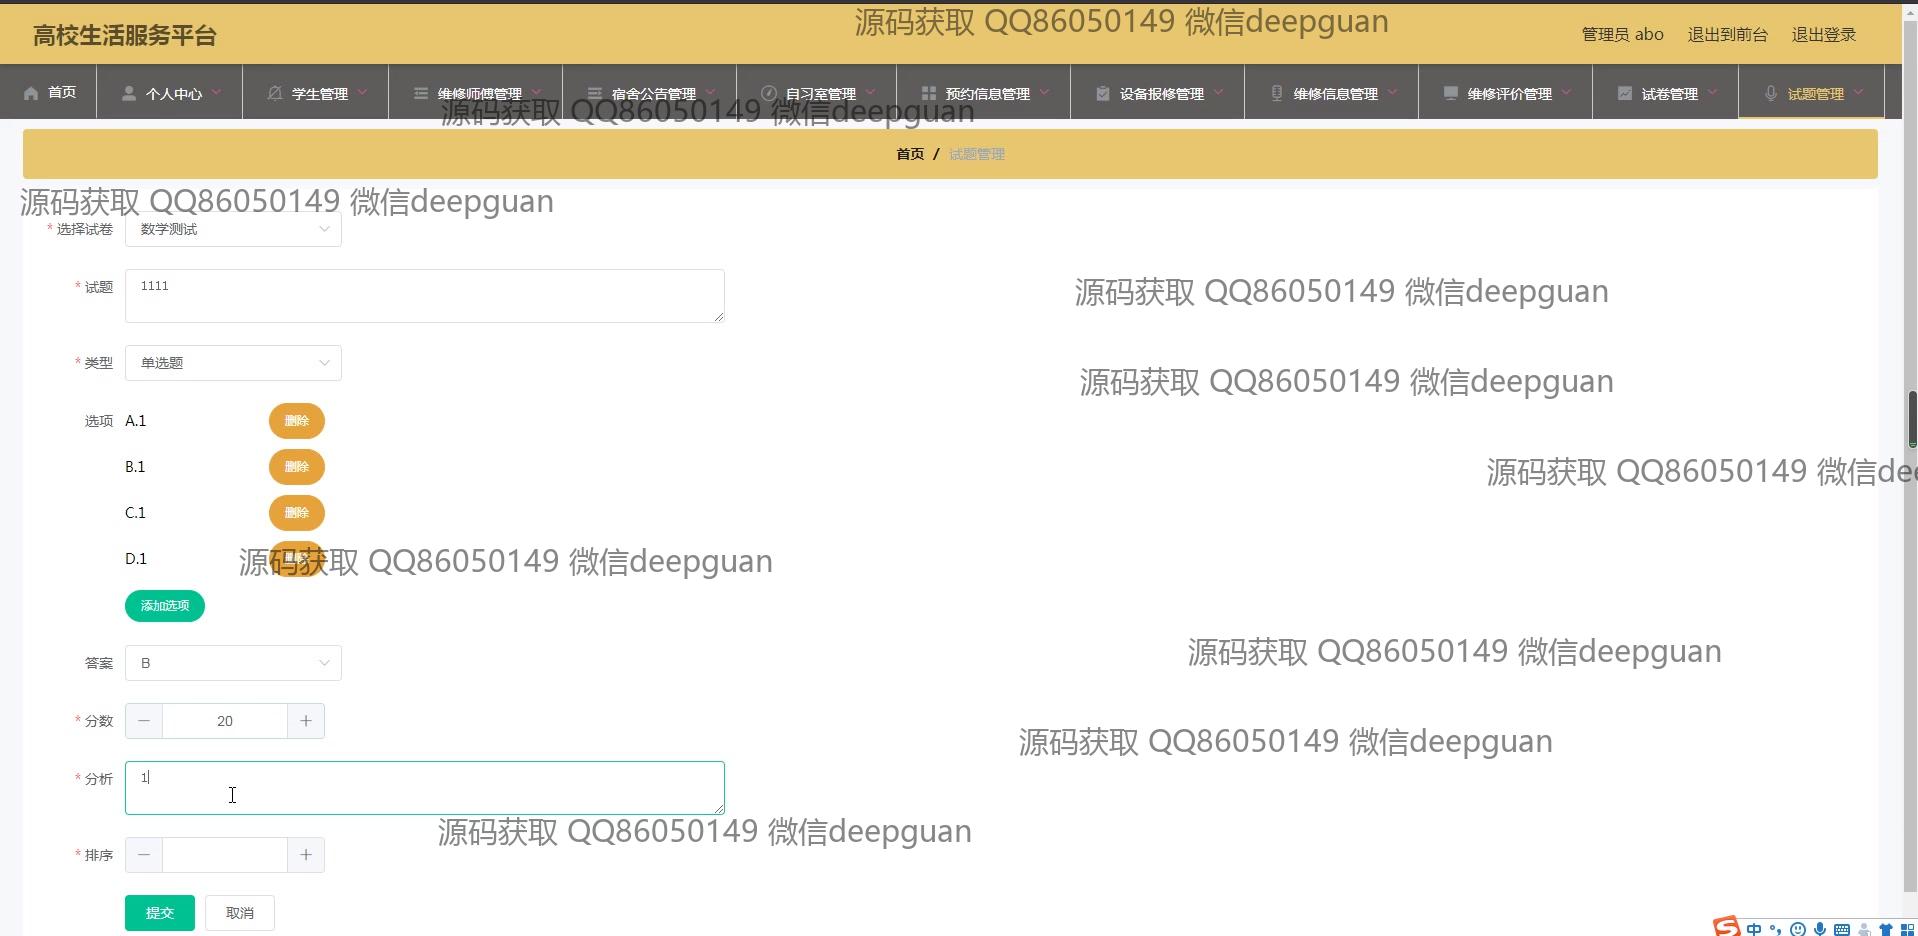 高校生活服务平台
源码获取 QQ86050149 微信deepguan
管理员 abo
退出到前台
退出登录
首页
个人中心
学生管理
维修师傅管理
宿舍公告管理
自习室管理
预约信息管理
设备报修管理
维修信息管理
维修评价管理
试卷管理
试题管理
源码获取 QQ86050149 微信deepguan
首页 / 试题管理
源码获取 QQ86050149 微信deepguan
* 选择试卷 数学测试
* 试题 1111
源码获取 QQ86050149 微信deepguan
* 类型 单选题
源码获取 QQ86050149 微信deepguan
选项 A.1 删除
B.1 删除
源码获取 QQ86050149 微信dee
C.1 删除
D.1
源码获取 QQ86050149 微信deepguan
添加选项
答案 B
源码获取 QQ86050149 微信deepguan
* 分数 20
源码获取 QQ86050149 微信deepguan
* 分析 1
源码获取 QQ86050149 微信deepguan
* 排序
提交 取消
中